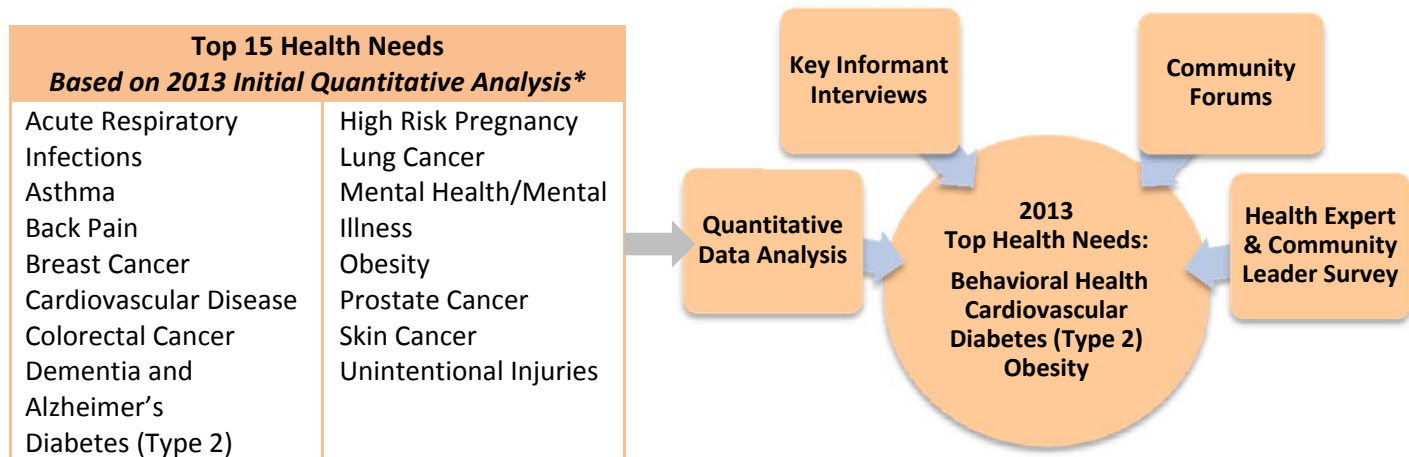 Top 15 Health Needs
Based on 2013 Initial Quantitative Analysis*
Acute Respiratory
Infections
Asthma
Back Pain
Breast Cancer
Cardiovascular Disease
Colorectal Cancer
Dementia and
Alzheimer’s
Diabetes (Type 2)
High Risk Pregnancy
Lung Cancer
Mental Health/Mental
Illness
Obesity
Prostate Cancer
Skin Cancer
Unintentional Injuries
Quantitative
Data Analysis
Key Informant
Interviews
Community
Forums
Health Expert
& Community
Leader Survey
2013
Top Health Needs:
Behavioral Health
Cardiovascular
Diabetes (Type 2)
Obesity